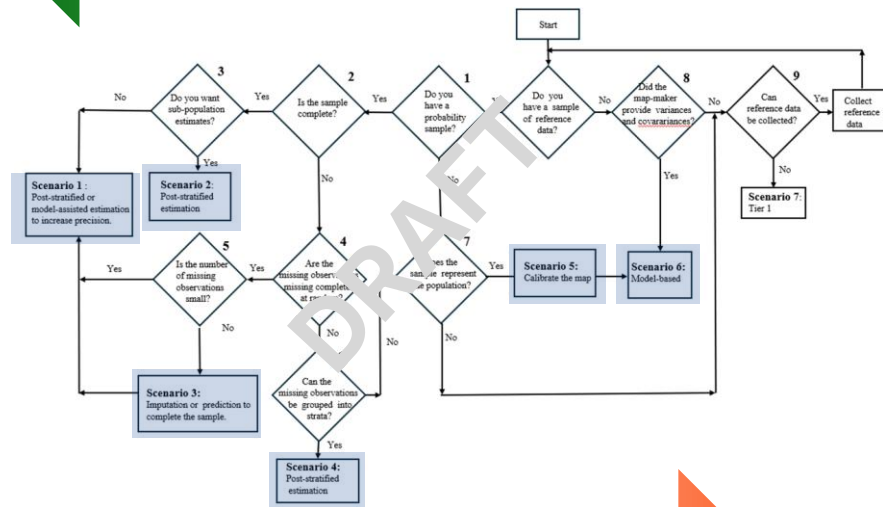 Start
3
Do you want
sub-population
estimates?
No
Yes
Yes
2
Is the sample
complete?
Yes
No
1
Do you
have a
probability
sample?
No
Do you
have a sample
of reference
data?
No
8
Did the
map-maker
provide variances
and covarariances?
No
Yes
9
Can
reference data
be collected?
Yes
No
Collect
reference
data
Scenario 1 :
Post-stratified or
model-assisted estimation
to increase precision.
Scenario 2:
Post-stratified
estimation
Scenario 7:
Tier 1
5
Is the number
of missing
observations
small?
Yes
No
Yes
4
Are the
missing
missing
at
No
7
sample represent
population?
Yes
No
Scenario 5:
Calibrate the map
Scenario 6:
Model-based
Scenario 3:
Imputation or prediction to
complete the sample.
Can the
missing observations
be grouped into
strata?
No
Yes
Scenario 4:
Post-stratified
estimation
DRAFT